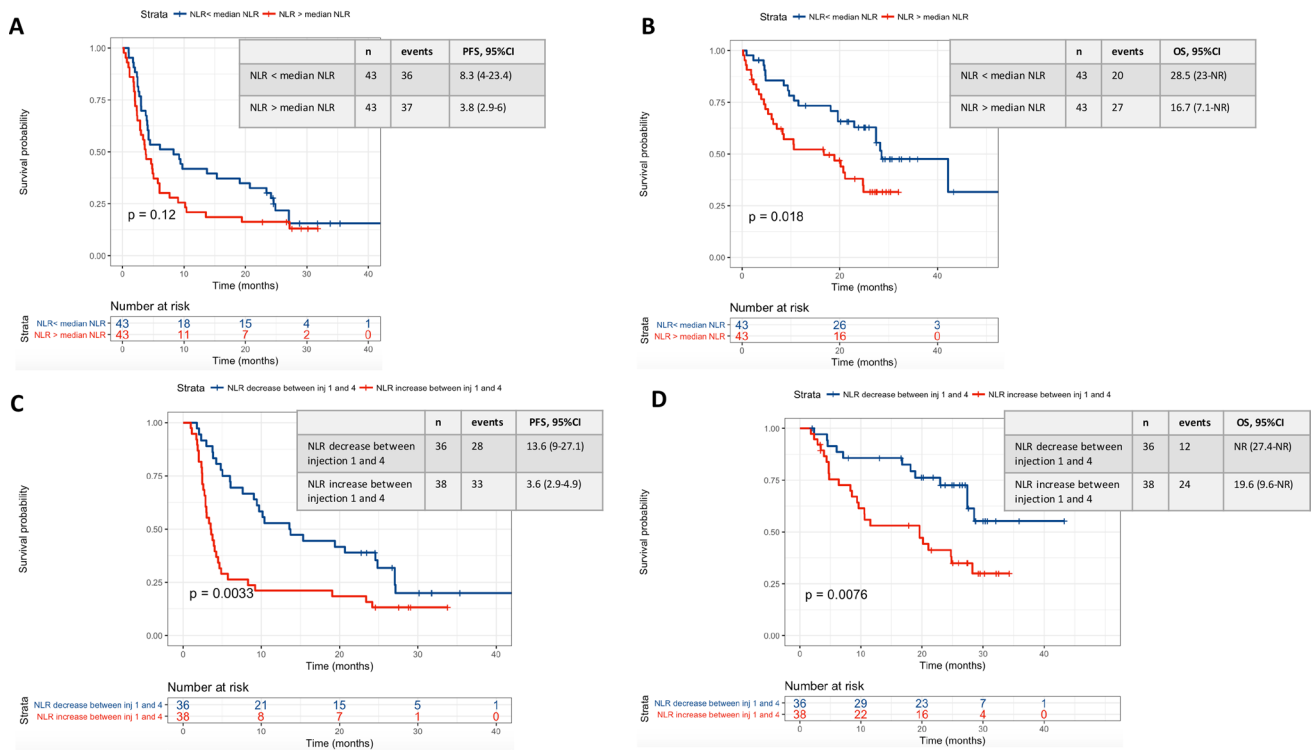 A
Strata NLR< median NLR NLR > median NLR
n events PFS, 95%CI
NLR < median NLR 43 36 8.3 (4-23.4)
NLR > median NLR 43 37 3.8 (2.9-6)
Survival probability
1.00
0.75
0.50
0.25
0.00
p = 0.12
0 10 20 30 40
Time (months)
Number at risk
Strata
NLR< median NLR 43 18 15 4 1
NLR > median NLR 43 11 7 2 0
0 10 20 30 40
Time (months)
B
Strata NLR< median NLR NLR > median NLR
n events OS, 95%CI
NLR < median NLR 43 20 28.5 (23-NR)
NLR > median NLR 43 27 16.7 (7.1-NR)
Survival probability
1.00
0.75
0.50
0.25
0.00
p = 0.018
0 20 40
Time (months)
Number at risk
Strata
NLR< median NLR 43 26 3
NLR > median NLR 43 16 0
0 20 40
Time (months)
C
Strata NLR decrease between inj 1 and 4 NLR increase between inj 1 and 4
n events PFS, 95%CI
NLR decrease between
injection 1 and 4 36 28 13.6 (9-27.1)
NLR increase between
injection 1 and 4 38 33 3.6 (2.9-4.9)
Survival probability
1.00
0.75
0.50
0.25
0.00
p = 0.0033
0 10 20 30 40
Time (months)
Number at risk
Strata
NLR decrease between inj 1 and 4 36 21 15 5 1
NLR increase between inj 1 and 4 38 8 7 1 0
0 10 20 30 40
Time (months)
D
Strata NLR decrease between inj 1 and 4 NLR increase between inj 1 and 4
n events OS, 95%CI
NLR decrease between
injection 1 and 4 36 12 NR (27.4-NR)
NLR increase between
injection 1 and 4 38 24 19.6 (9.6-NR)
Survival probability
1.00
0.75
0.50
0.25
0.00
p = 0.0076
0 10 20 30 40
Time (months)
Number at risk
Strata
NLR decrease between inj 1 and 4 36 29 23 7 1
NLR increase between inj 1 and 4 38 22 16 4 0
0 10 20 30 40
Time (months)